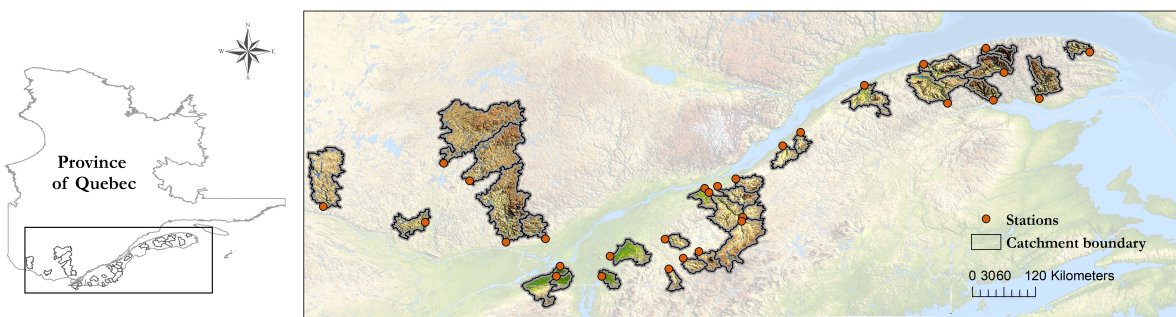 N
W E
S
Province
of Quebec
Stations
Catchment boundary
0 3060 120 Kilometers